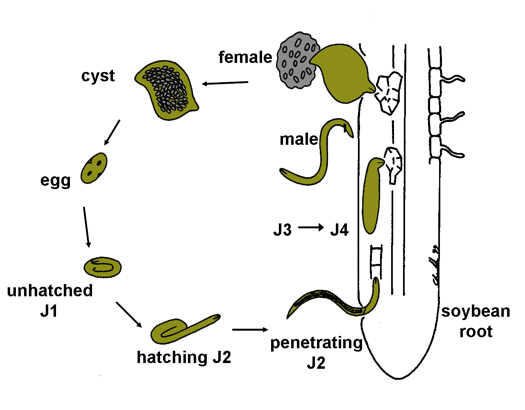 female
cyst
male
egg
J3
J4
unhatched
J1
soybean
root
hatching J2
penetrating
J2